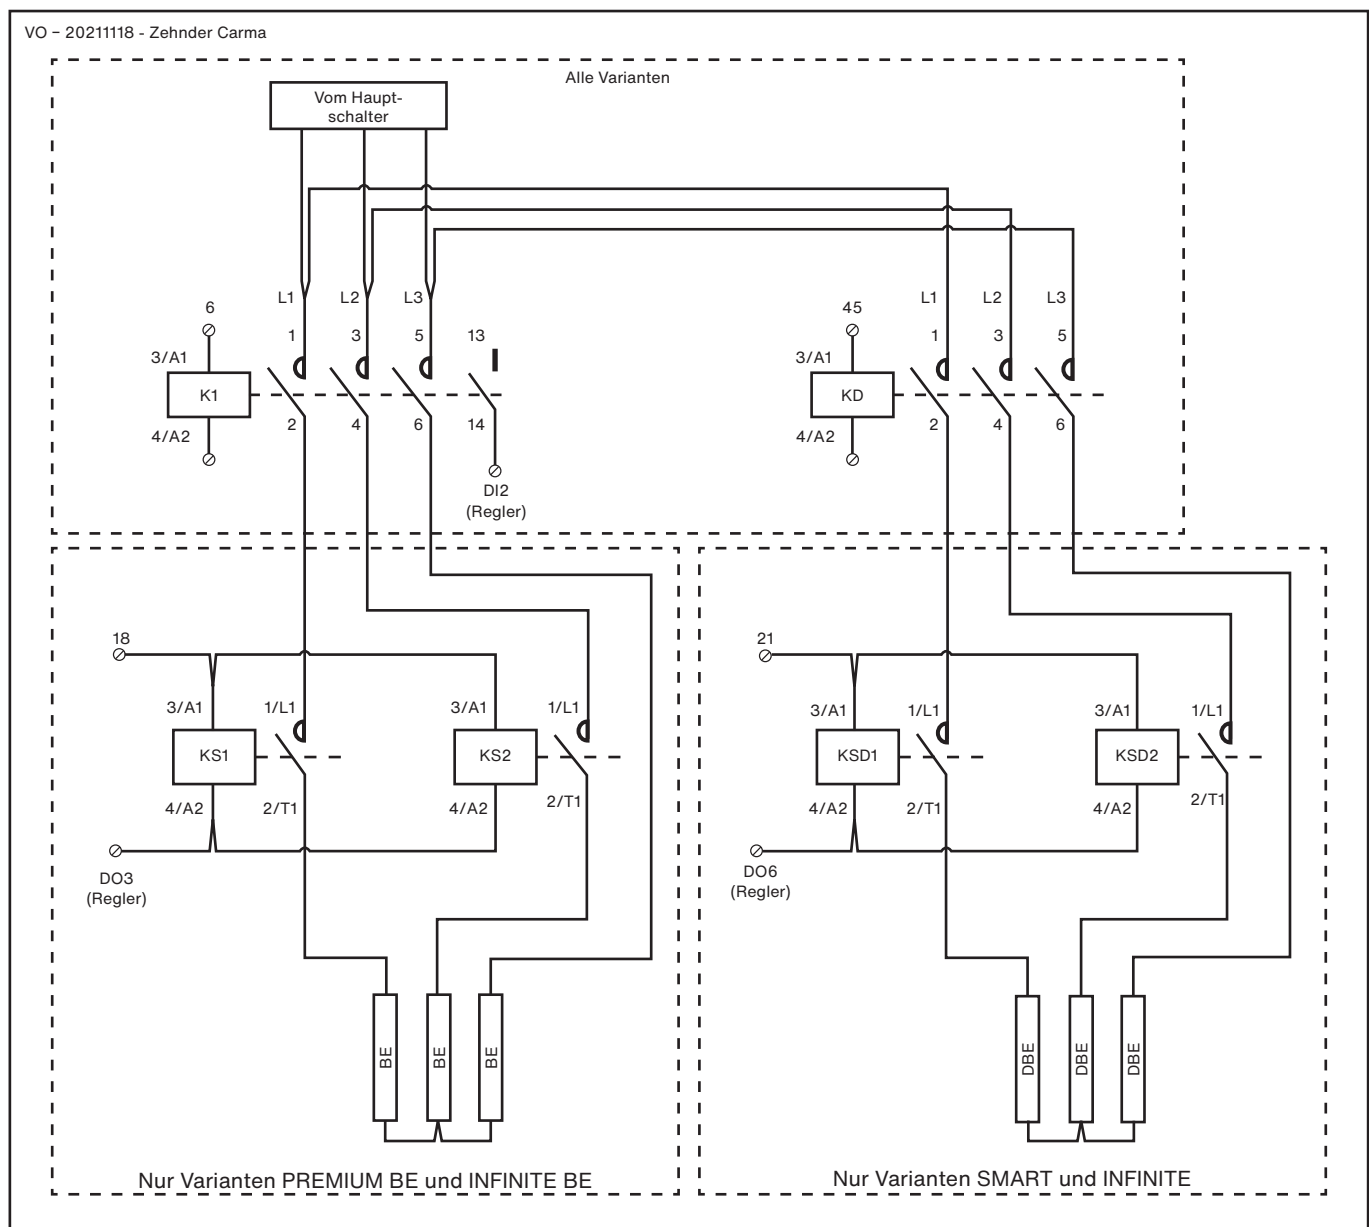 VO – 20211118 - Zehnder Carma
Alle Varianten
Vom Haupt-
schalter
L1
L2
L3
L1
L2
L3
6
1
3
5
13
45
1
3
5
3/A1
3/A1
K1
KD
4/A2
2
4
6
14
4/A2
2
4
6
DI2
(Regler)
18
21
3/A1
1/L1
3/A1
1/L1
3/A1
1/L1
3/A1
1/L1
KS1
KS2
KSD1
KSD2
4/A2
2/T1
4/A2
2/T1
4/A2
2/T1
4/A2
2/T1
DO3
(Regler)
DO6
(Regler)
BE
BE
BE
DBE
DBE
DBE
Nur Varianten PREMIUM BE und INFINITE BE
Nur Varianten SMART und INFINITE